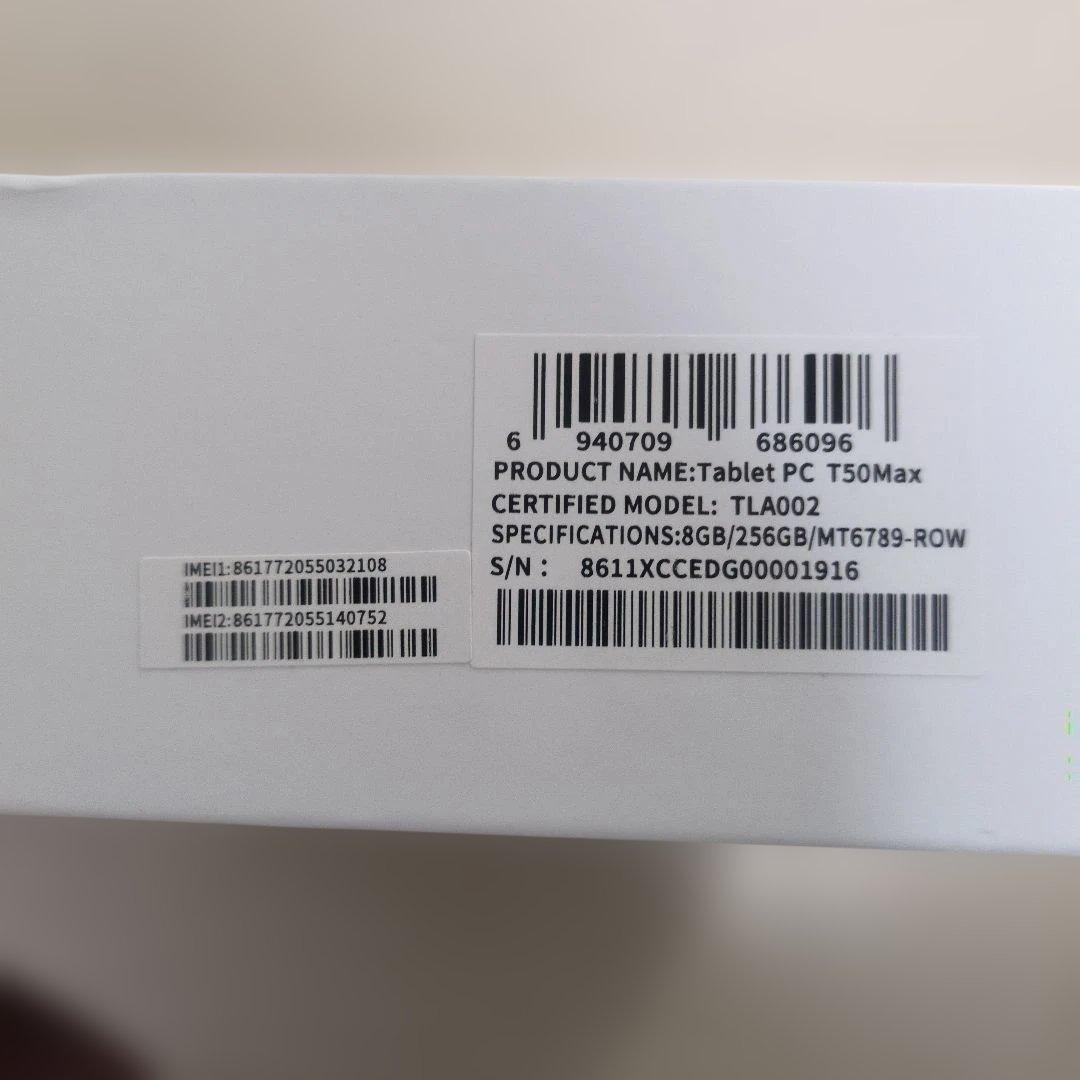 6 940709 686096
PRODUCT NAME:Tablet PC T50Max
CERTIFIED MODEL: TLA002
SPECIFICATIONS:8GB/256GB/MT6789-ROW
S/N : 8611XCCEDG00001916
IMEI1:861772055032108
IMEI2:861772055140752